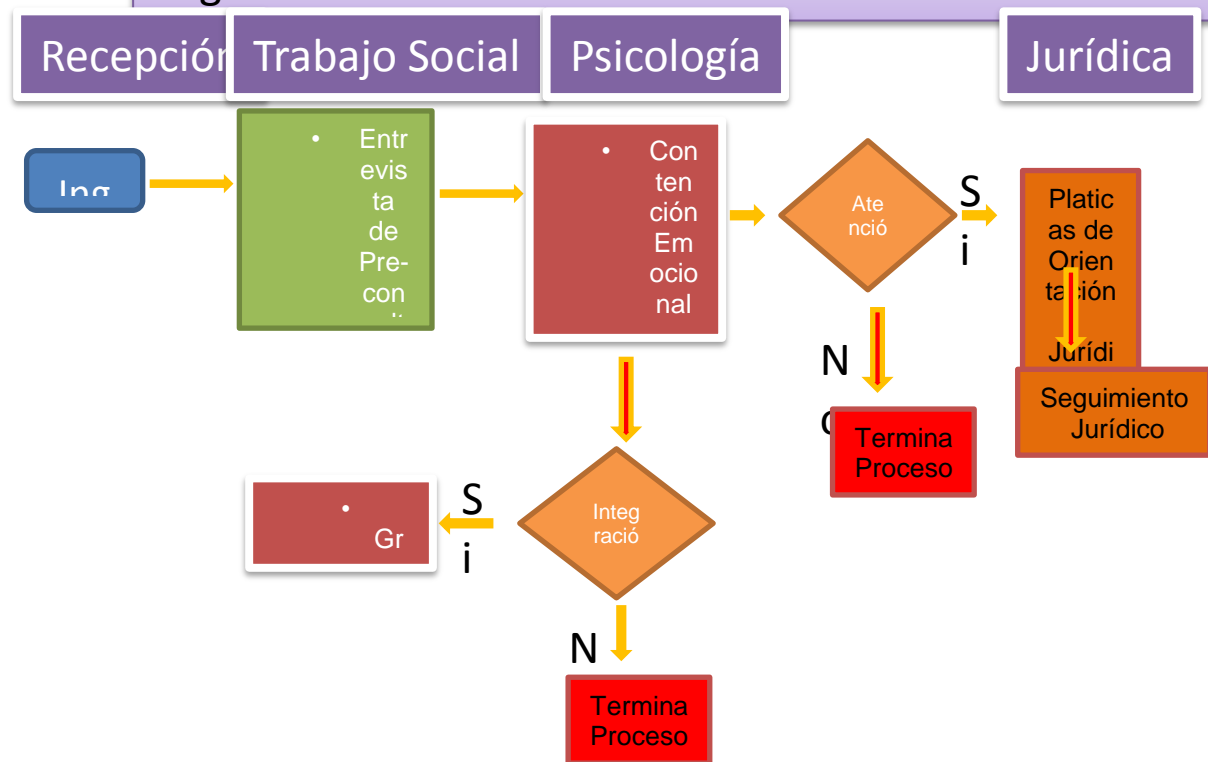 Recepción
Trabajo Social
Psicología
Jurídica
• Entr
evis
ta
de
Pre-
con
• Con
ten
ción
Em
ocio
nal
Ate
nció
S
i
Platic
as de
Orien
tación
Jurídi
N
Termina
Proceso
Seguimiento
Jurídico
•
Gr
S
i
Integ
ració
N
Termina
Proceso